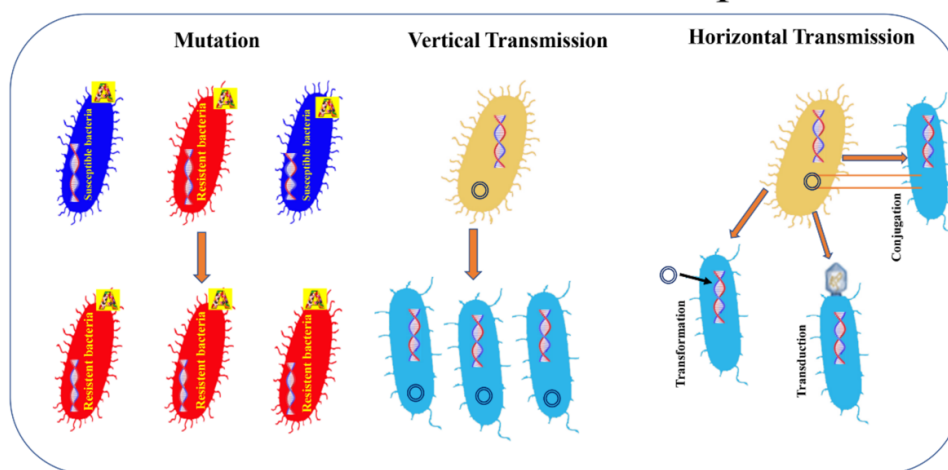 Mutation
Vertical Transmission
Horizontal Transmission
A
Susceptible bacteria
A
Resistent bacteria
A
Susceptible bacteria
Conjugation
A
Resistent bacteria
A
Resistent bacteria
A
Resistent bacteria
Transformation
Transduction